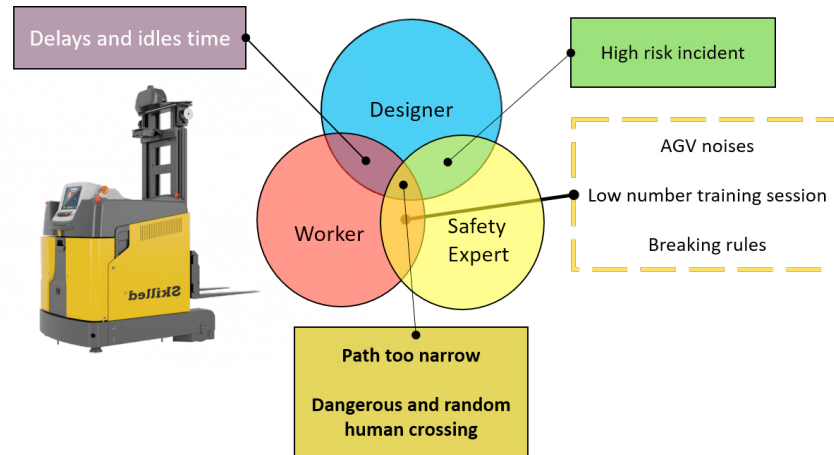 Delays and idles time
High risk incident
Designer
AGV noises
Low number training session
Breaking rules
Worker
Safety
Expert
Skilled
Path too narrow
Dangerous and random
human crossing